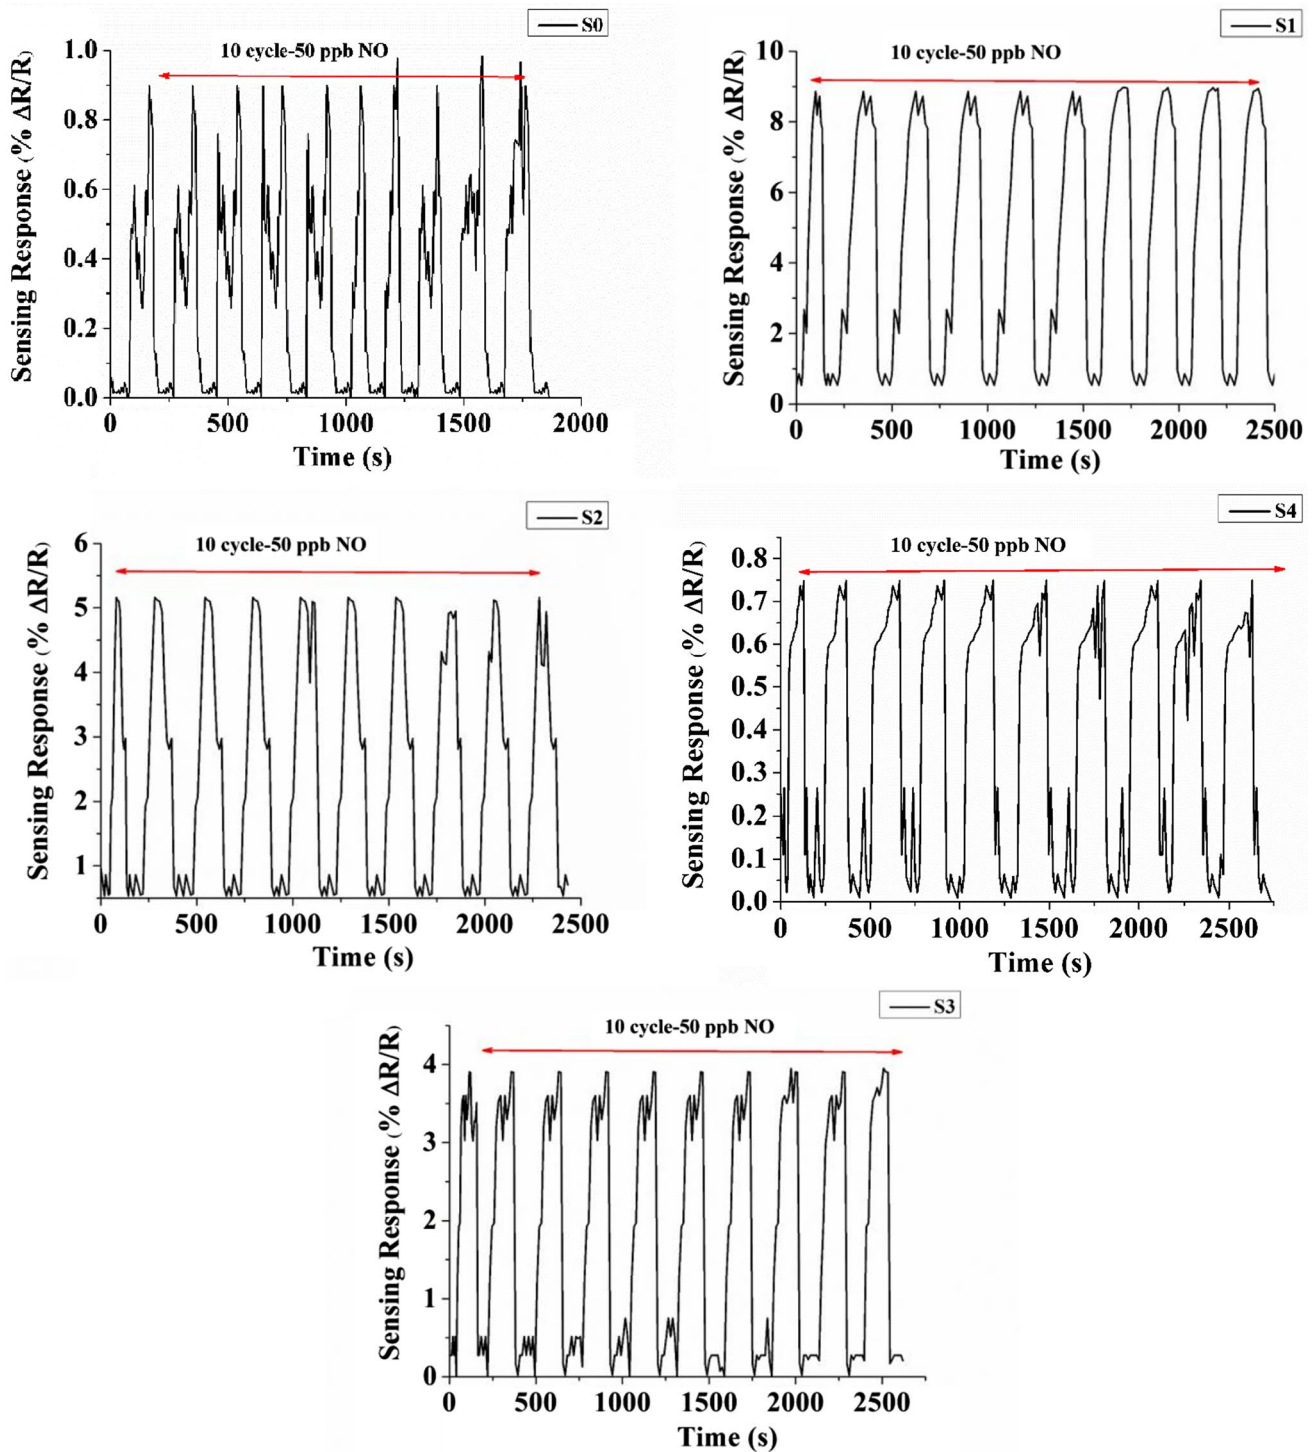 S0
10 cycle-50 ppb NO
Sensing Response (% ΔR/R)
1.0
0.8
0.6
0.4
0.2
0.0
0 500 1000 1500 2000
Time (s)
S1
10 cycle-50 ppb NO
Sensing Response (% ΔR/R)
10
8
6
4
2
0
0 500 1000 1500 2000 2500
Time (s)
S2
10 cycle-50 ppb NO
Sensing Response (% ΔR/R)
6
5
4
3
2
1
0 500 1000 1500 2000 2500
Time (s)
S4
10 cycle-50 ppb NO
Sensing Response (% ΔR/R)
0.8
0.7
0.6
0.5
0.4
0.3
0.2
0.1
0.0
0 500 1000 1500 2000 2500
Time (s)
S3
10 cycle-50 ppb NO
Sensing Response (% ΔR/R)
4
3
2
1
0
0 500 1000 1500 2000 2500
Time (s)